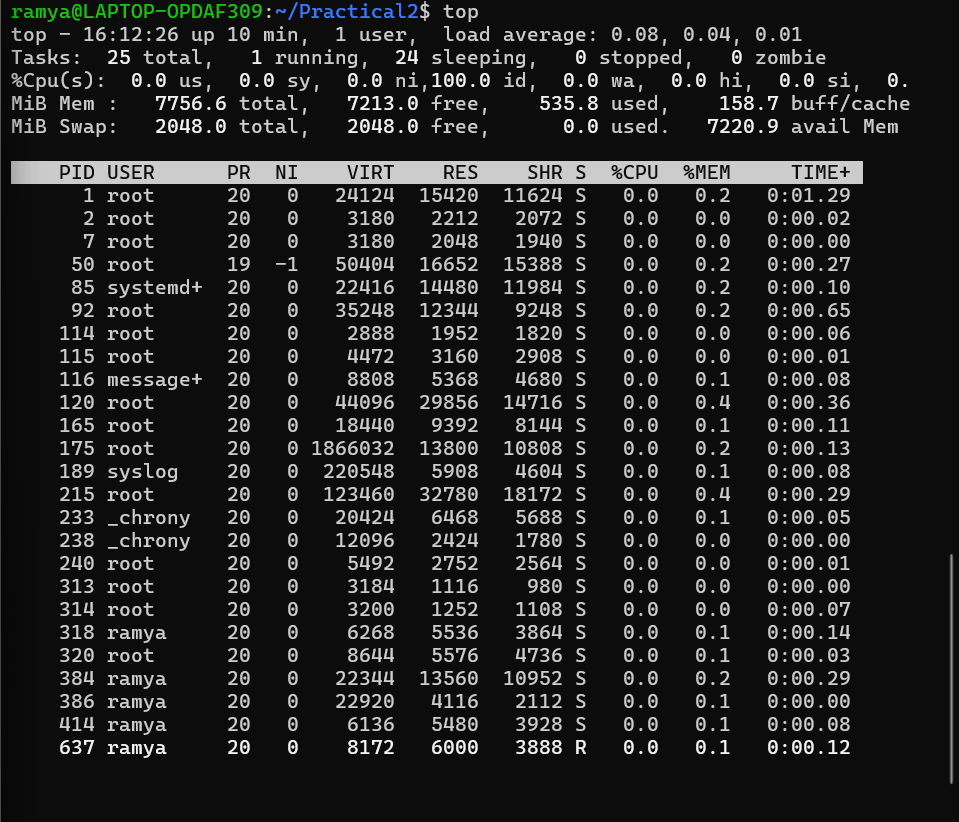 ramya@LAPTOP-OPDAF309:~/Practical2$ top
top - 16:12:26 up 10 min,  1 user,  load average: 0.08, 0.04, 0.01
Tasks:  25 total,   1 running,  24 sleeping,   0 stopped,   0 zombie
%Cpu(s):  0.0 us,  0.0 sy,  0.0 ni,100.0 id,  0.0 wa,  0.0 hi,  0.0 si,  0.
MiB Mem :   7756.6 total,   7213.0 free,    535.8 used,    158.7 buff/cache
MiB Swap:   2048.0 total,   2048.0 free,      0.0 used.   7220.9 avail Mem
    PID USER      PR  NI    VIRT    RES    SHR S  %CPU  %MEM     TIME+
      1 root      20   0   24124  15420  11624 S   0.0   0.2   0:01.29
      2 root      20   0    3180   2212   2072 S   0.0   0.0   0:00.02
      7 root      20   0    3180   2048   1940 S   0.0   0.0   0:00.00
     50 root      19  -1   50404  16652  15388 S   0.0   0.2   0:00.27
     85 systemd+  20   0   22416  14480  11984 S   0.0   0.2   0:00.10
     92 root      20   0   35248  12344   9248 S   0.0   0.2   0:00.65
    114 root      20   0    2888   1952   1820 S   0.0   0.0   0:00.06
    115 root      20   0    4472   3160   2908 S   0.0   0.0   0:00.01
    116 message+  20   0    8808   5368   4680 S   0.0   0.1   0:00.08
    120 root      20   0   44096  29856  14716 S   0.0   0.4   0:00.36
    165 root      20   0   18440   9392   8144 S   0.0   0.1   0:00.11
    175 root      20   0 1866032  13800  10808 S   0.0   0.2   0:00.13
    189 syslog    20   0  220548   5908   4604 S   0.0   0.1   0:00.08
    215 root      20   0  123460  32780  18172 S   0.0   0.4   0:00.29
    233 _chrony   20   0   20424   6468   5688 S   0.0   0.1   0:00.05
    238 _chrony   20   0   12096   2424   1780 S   0.0   0.0   0:00.00
    240 root      20   0    5492   2752   2564 S   0.0   0.0   0:00.01
    313 root      20   0    3184   1116    980 S   0.0   0.0   0:00.00
    314 root      20   0    3200   1252   1108 S   0.0   0.0   0:00.07
    318 ramya     20   0    6268   5536   3864 S   0.0   0.1   0:00.14
    320 root      20   0    8644   5576   4736 S   0.0   0.1   0:00.03
    384 ramya     20   0   22344  13560  10952 S   0.0   0.2   0:00.29
    386 ramya     20   0   22920   4116   2112 S   0.0   0.1   0:00.00
    414 ramya     20   0    6136   5480   3928 S   0.0   0.1   0:00.08
    637 ramya     20   0    8172   6000   3888 R   0.0   0.1   0:00.12